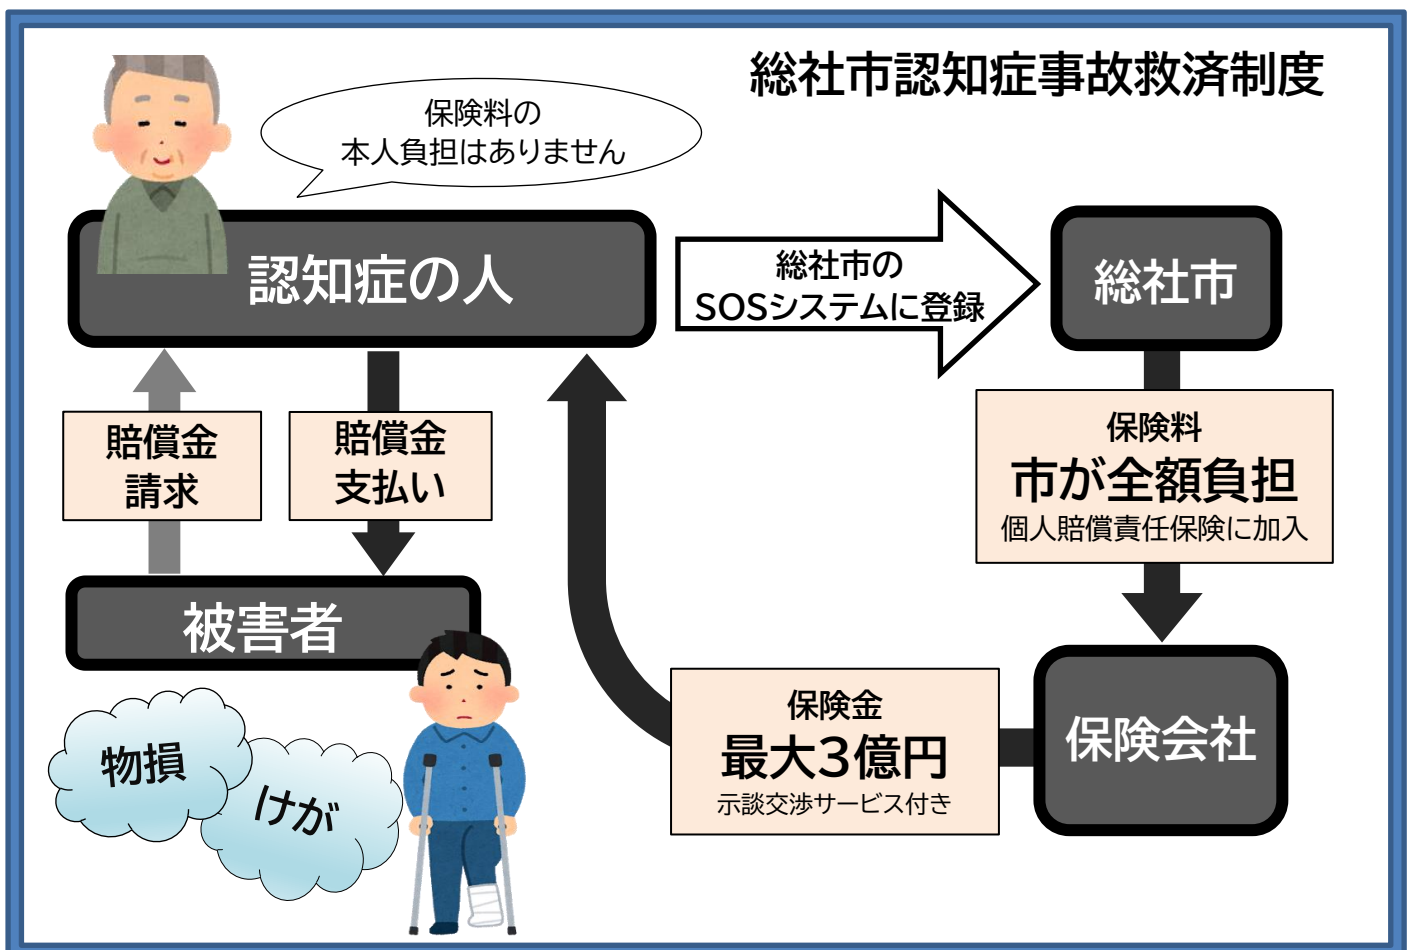 総社市認知症事故救済制度
保険料の
本人負担はありません
認知症の人
総社市の
SOSシステムに登録
総社市
賠償金
請求
賠償金
支払い
保険料
市が全額負担
個人賠償責任保険に加入
被害者
物損
けが
保険金
最大3億円
示談交渉サービス付き
保険会社